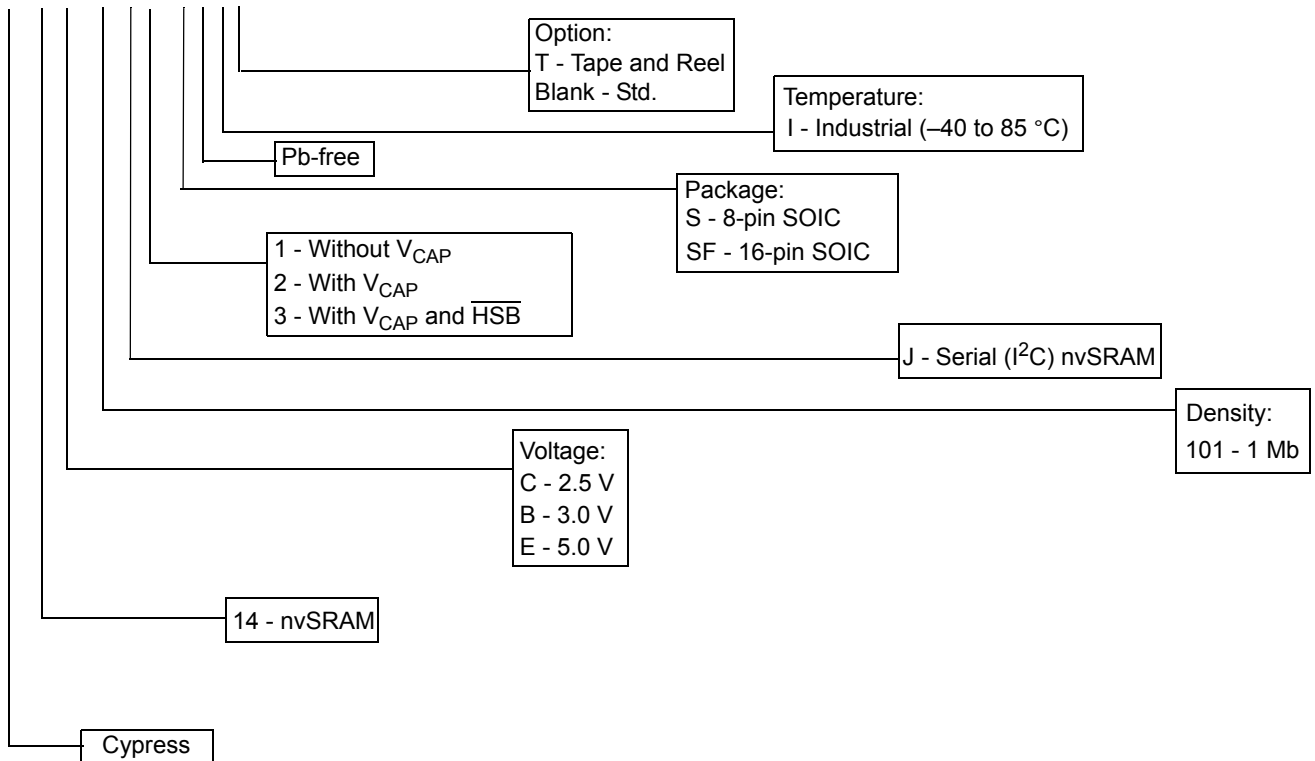 Option:
T - Tape and Reel
Blank - Std.
Temperature:
I - Industrial (–40 to 85 °C)
Pb-free
Package:
S - 8-pin SOIC
SF - 16-pin SOIC
1 - Without VCAP
2 - With VCAP
3 - With VCAP and H̅S̅B̅
J - Serial (I²C) nvSRAM
Density:
101 - 1 Mb
Voltage:
C - 2.5 V
B - 3.0 V
E - 5.0 V
14 - nvSRAM
Cypress